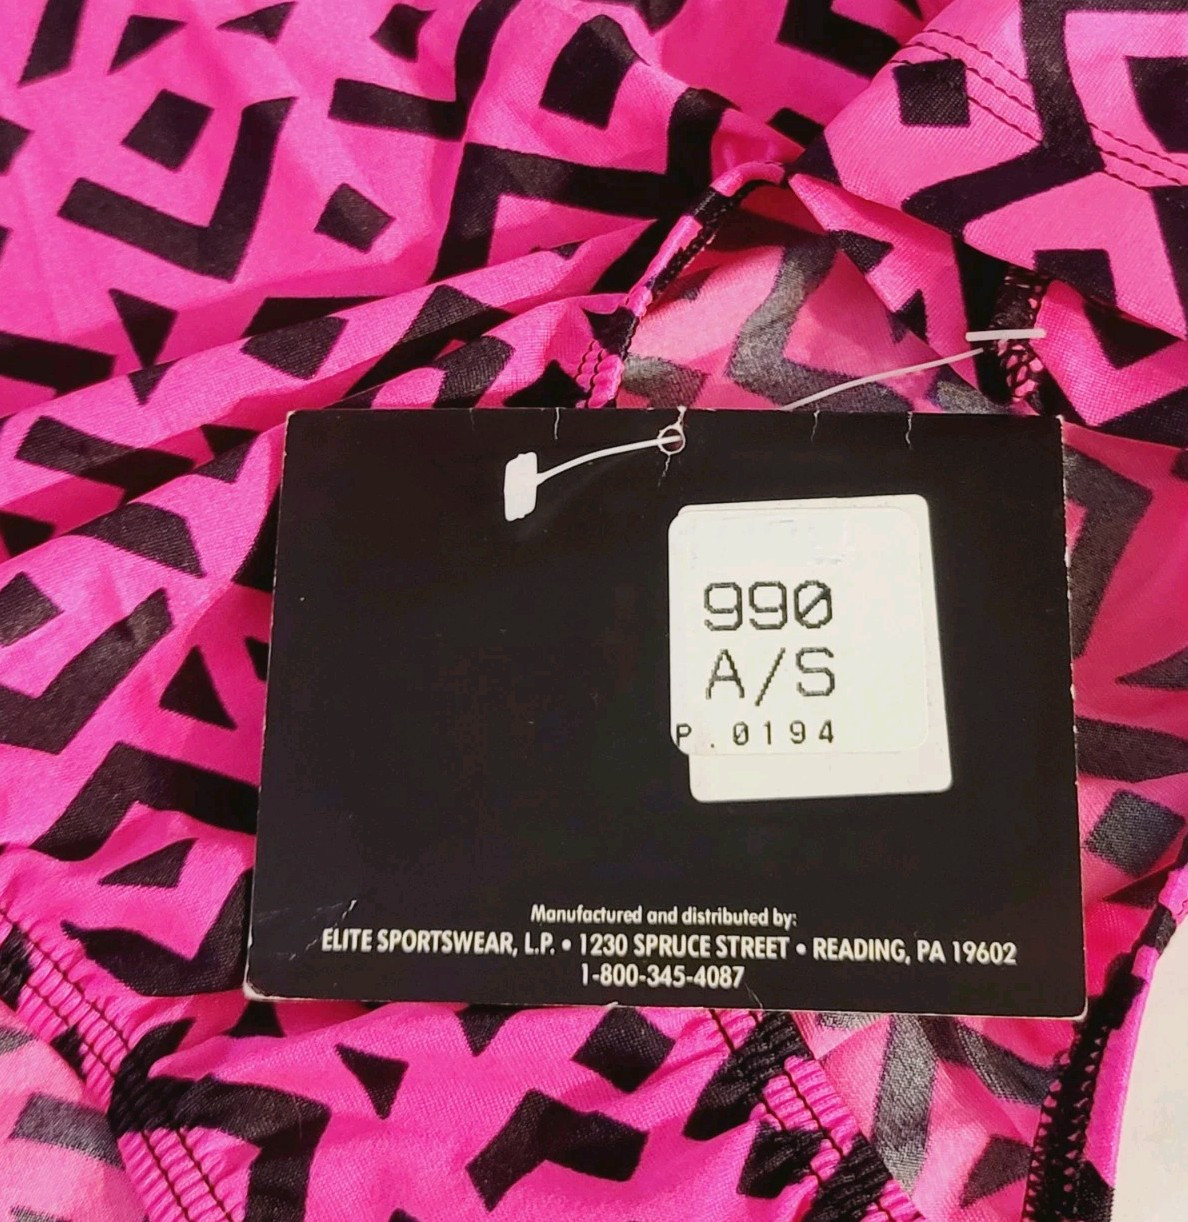 990
A/S
P.0194
Manufactured and distributed by:
ELITE SPORTSWEAR, L.P. • 1230 SPRUCE STREET • READING, PA 19602
1-800-345-4087